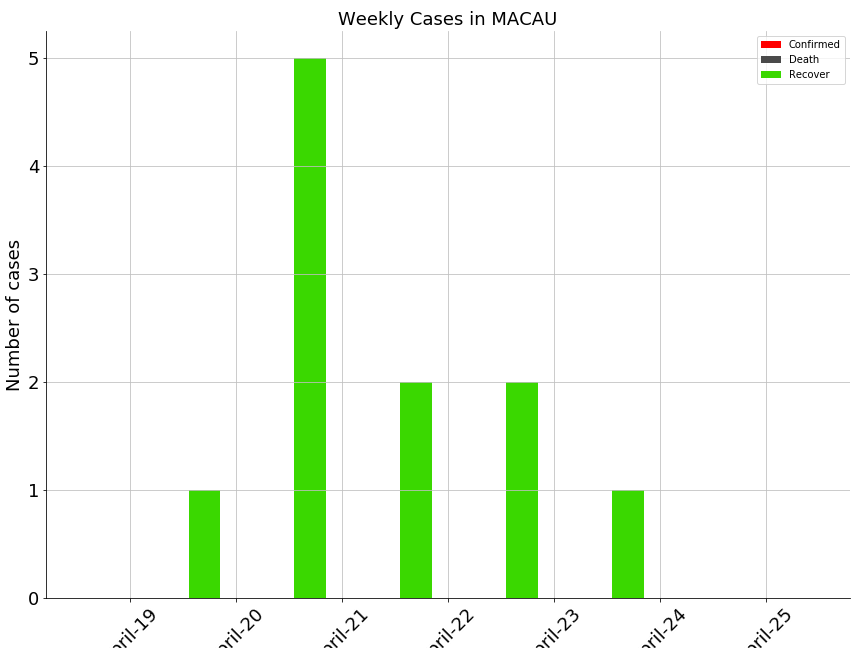 Weekly Cases in MACAU
Confirmed
Death
Recover
Number of cases
5
4
3
2
1
0
pril-19
pril-20
pril-21
pril-22
pril-23
pril-24
pril-25